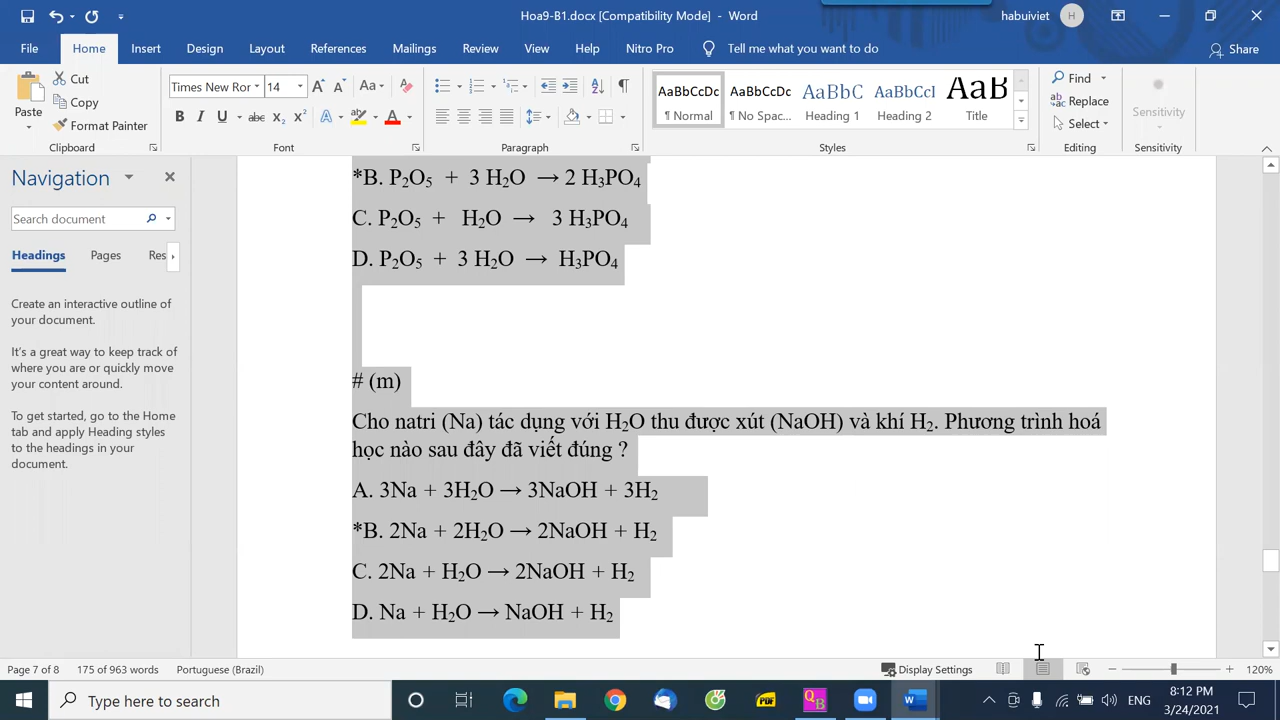 Hoa9-B1.docx [Compatibility Mode] - Word
habuiviet H
File Home Insert Design Layout References Mailings Review View Help Nitro Pro Tell me what you want to do Share
Paste Cut
Copy
Format Painter
Clipboard
Times New Ror 14 Aa
B I U abc x₂ x² A A
Font
Paragraph
AaBbCcDc AaBbCcDc AaBbC AaBbCcl AaB
¶ Normal ¶ No Spac... Heading 1 Heading 2 Title
Styles
Find
Replace
Select
Editing
Sensitivity
Sensitivity
Navigation
Search document
Headings Pages Res
Create an interactive outline of
your document.
It's a great way to keep track of
where you are or quickly move
your content around.
To get started, go to the Home
tab and apply Heading styles
to the headings in your
document.
*B. P₂O₅ + 3 H₂O → 2 H₃PO₄
C. P₂O₅ + H₂O → 3 H₃PO₄
D. P₂O₅ + 3 H₂O → H₃PO₄
# (m)
Cho natri (Na) tác dụng với H₂O thu được xút (NaOH) và khí H₂. Phương trình hoá
học nào sau đây đã viết đúng ?
A. 3Na + 3H₂O → 3NaOH + 3H₂
*B. 2Na + 2H₂O → 2NaOH + H₂
C. 2Na + H₂O → 2NaOH + H₂
D. Na + H₂O → NaOH + H₂
Page 7 of 8 175 of 963 words Portuguese (Brazil) Display Settings 120%
Type here to search
PDF
QB
ENG
8:12 PM
3/24/2021